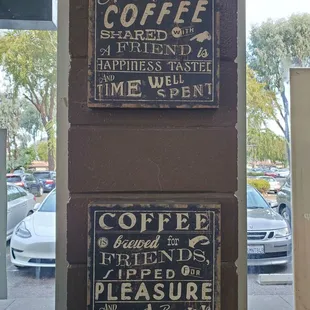 COFFEE
SHARED WITH
A FRIEND is
HAPPINESS TASTED
AND TIME WELL
SPENT
COFFEE
is brewed for
FRIENDS,
SIPPED FOR
PLEASURE
AND